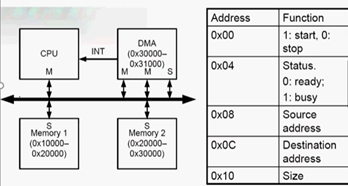 CPU
M
INT
DMA
(0x30000–
0x31000)
M M S
S
Memory 1
(0x10000–
0x20000)
S
Memory 2
(0x20000–
0x30000)
Address Function
0x00 1: start, 0:
stop
0x04 Status.
0: ready;
1: busy
0x08 Source
address
0x0C Destination
address
0x10 Size